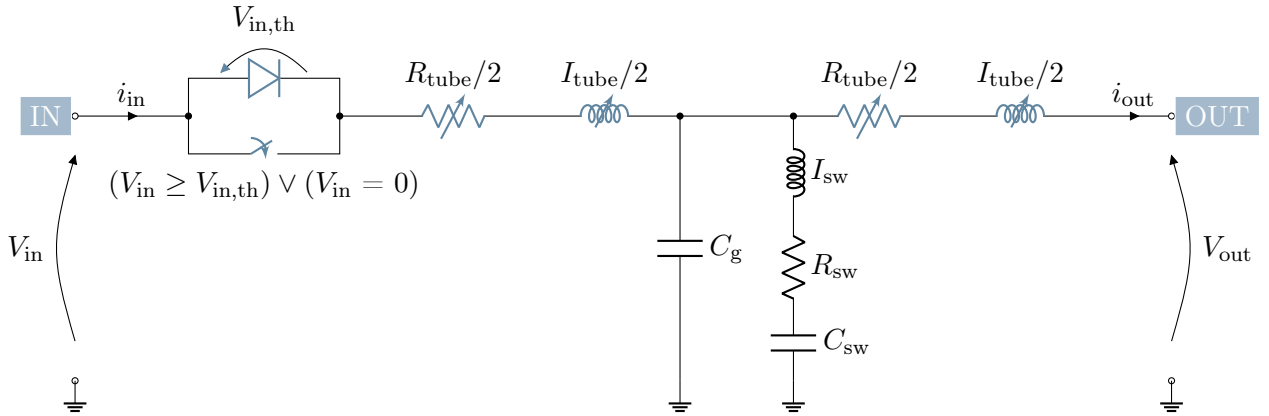 V_in,th
R_tube/2
I_tube/2
R_tube/2
I_tube/2
IN
i_in
i_out
OUT
(V_in ≥ V_in,th) ∨ (V_in = 0)
I_sw
V_in
C_g
R_sw
V_out
C_sw